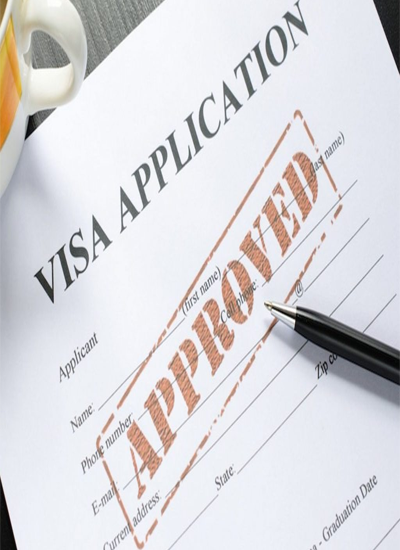 VISA APPLICATION
APPROVED
Applicant
Name: (first name) (last name)
Phone number Cell phone:
E-mail: @
Current address:
State: Zip co
- Graduation Date